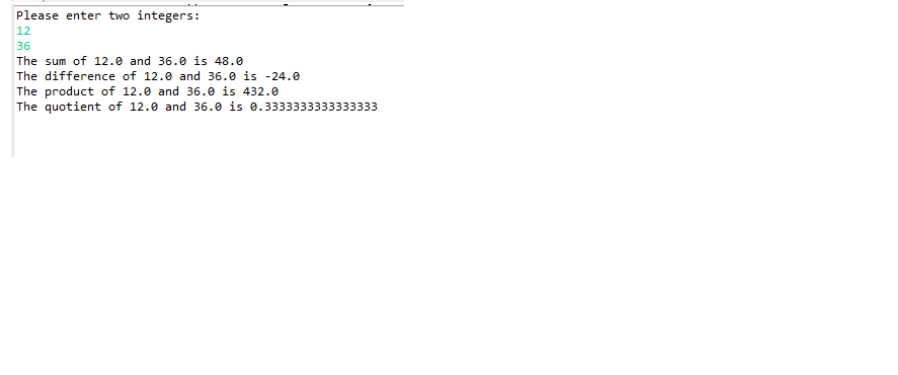 Please enter two integers:
12
36
The sum of 12.0 and 36.0 is 48.0
The difference of 12.0 and 36.0 is -24.0
The product of 12.0 and 36.0 is 432.0
The quotient of 12.0 and 36.0 is 0.3333333333333333